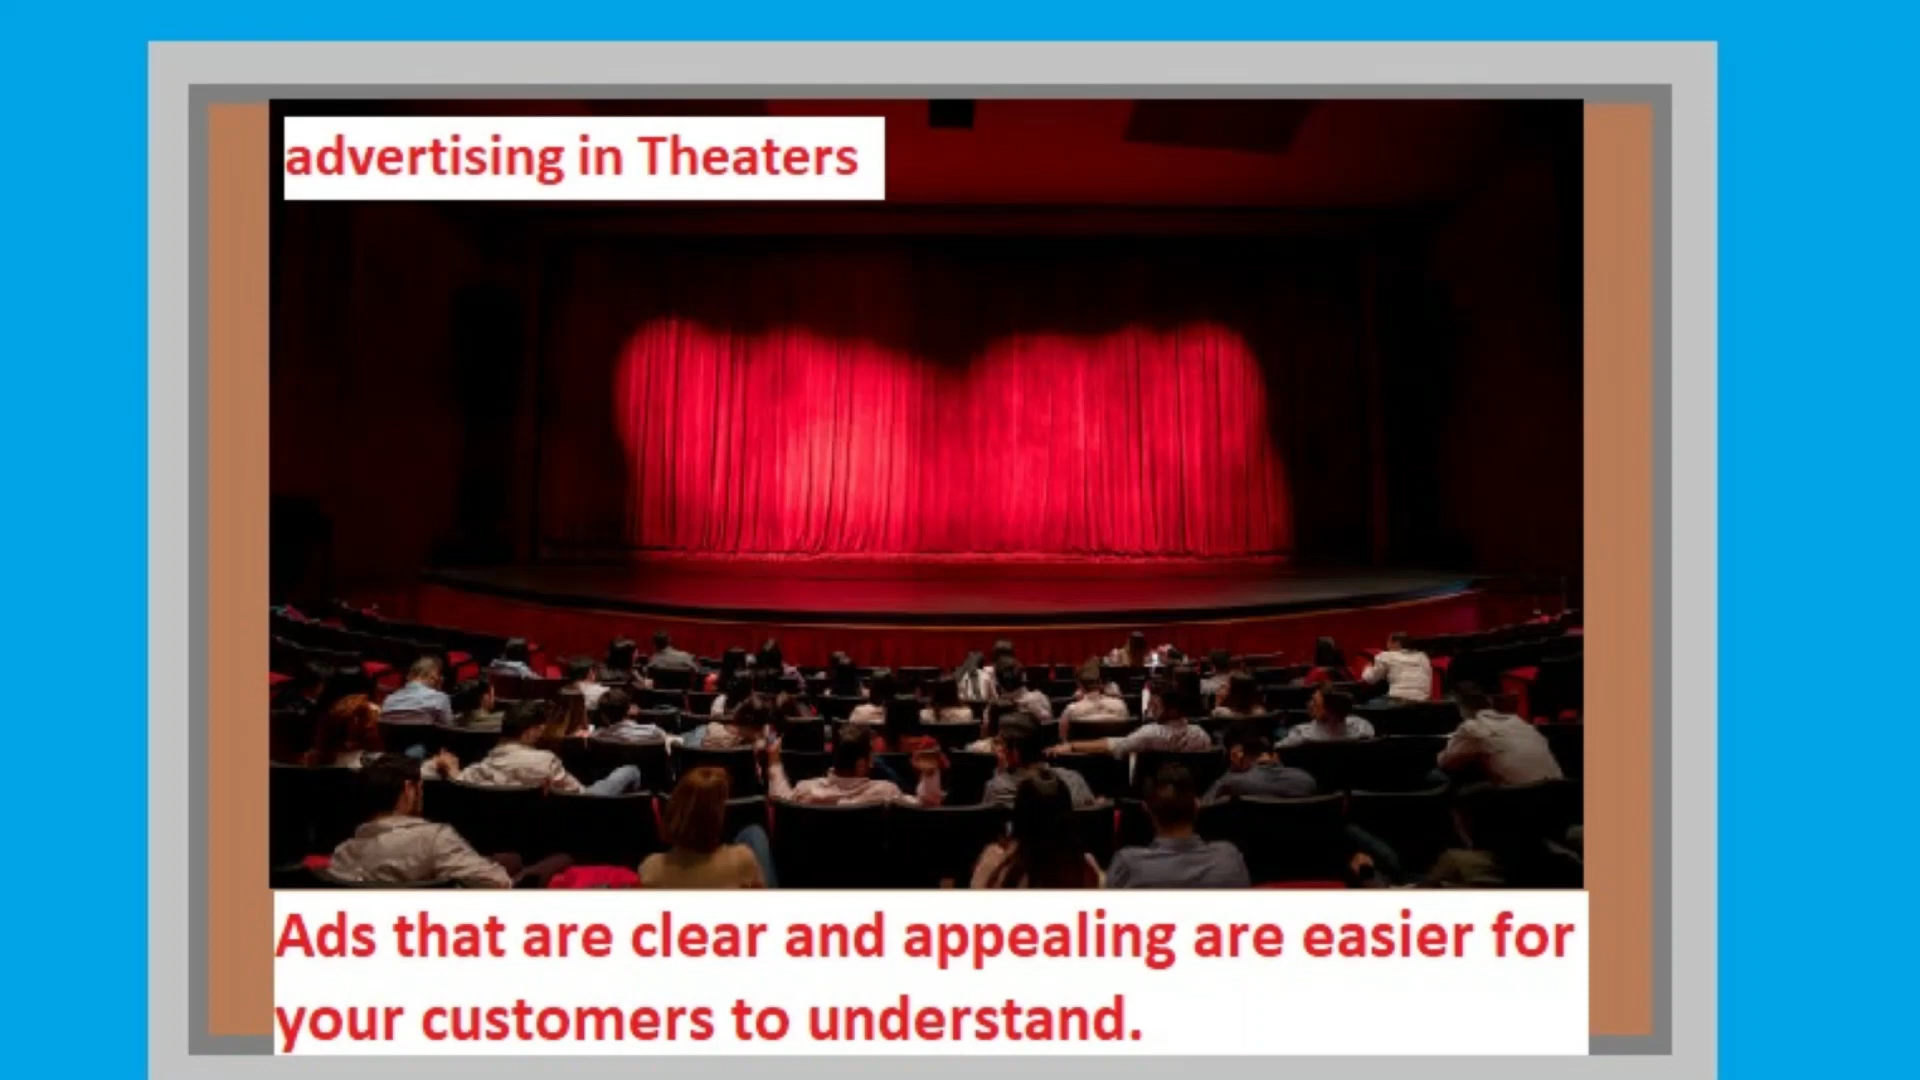 advertising in Theaters
Ads that are clear and appealing are easier for
your customers to understand.